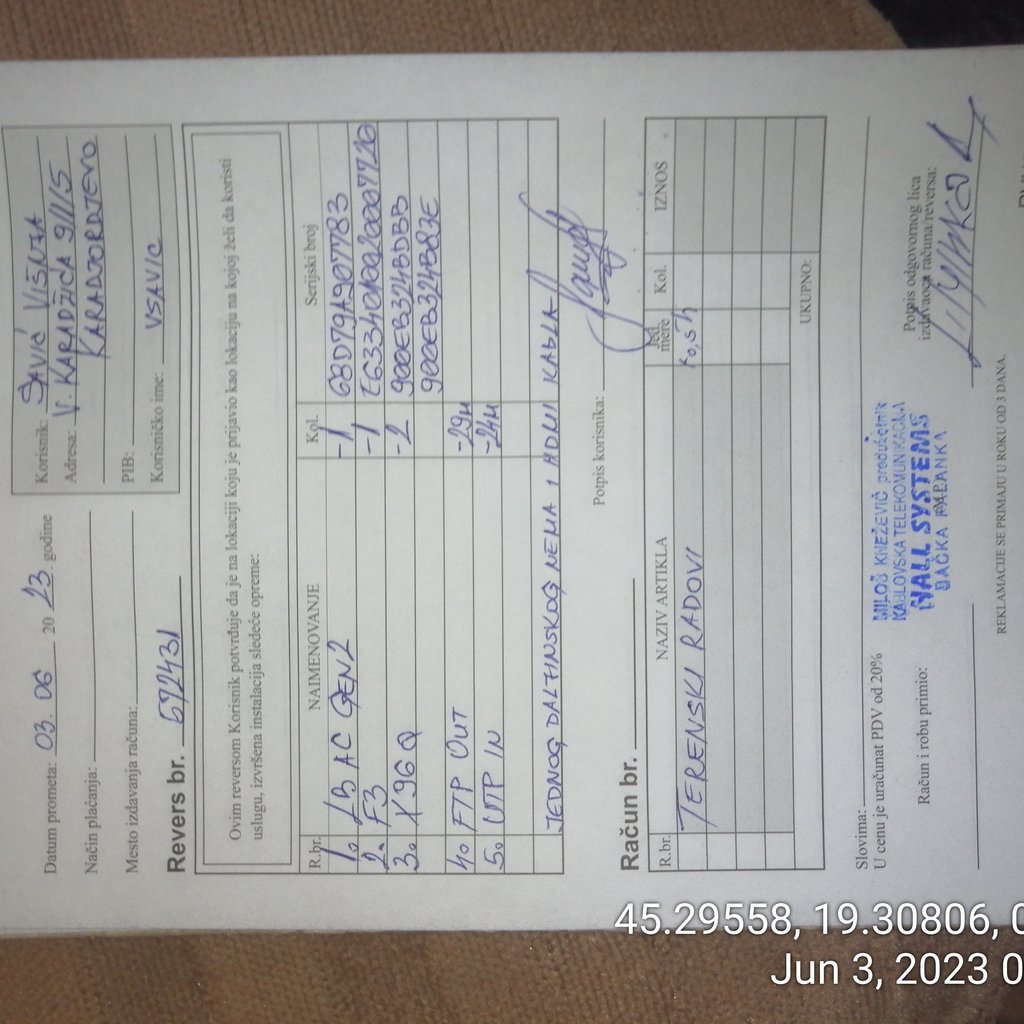 Datum prometa: 03. 06 20 23. godine
Način plaćanja:
Mesto izdavanja računa:
Korisnik: SAVIĆ VIŠNJA
Adresa: V. KARADŽIĆA 9/1/15
KARADJORDJEVO
PIB:
Korisničko ime: VSAVIC
Revers br. 572431
Ovim reversom Korisnik potvrđuje da je na lokaciji koju je prijavio kao lokaciju na kojoj želi da koristi
uslugu, izvršena instalacija sledeće opreme:
R.br. NAIMENOVANJE Kol. Serijski broj
1. LB AC GEN2 -1 68D79A907783
2. F3 -1
3. X96Q -2 900EB324BDBB
900EB324B83E
4. FTP OUT -29M
5. UTP IN -24M
JEDNOG DALJINSKOG NEMA I HDMI KABLA
Potpis korisnika:
Račun br.
R.br. NAZIV ARTIKLA Jed. mere Kol. IZNOS
TERENSKI RADOVI 0,5h
UKUPNO:
Slovima:
U cenu je uračunat PDV od 20%
MILOŠ KNEŽEVIĆ preduzetnik
KABLOVSKA TELEKOMUNIKACIJA
WALL SYSTEMS
BAČKA PALANKA
Račun i robu primio:
M.P.
Potpis odgovornog lica
izdavaoca računa/reversa:
REKLAMACIJE SE PRIMAJU U ROKU OD 3 DANA.
45.29558, 19.30806,
Jun 3, 2023